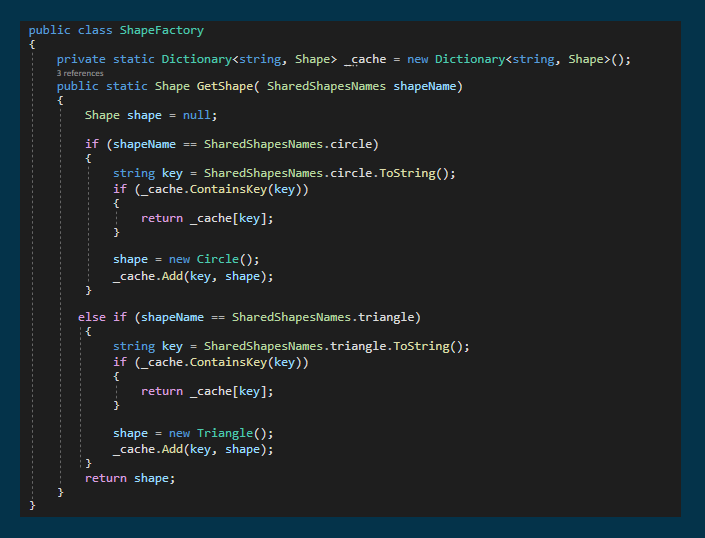 public class ShapeFactory
{
private static Dictionary<string, Shape> _cache = new Dictionary<string, Shape>();
3 references
public static Shape GetShape( SharedShapesNames shapeName)
{
Shape shape = null;
if (shapeName == SharedShapesNames.circle)
{
string key = SharedShapesNames.circle.ToString();
if (_cache.ContainsKey(key))
{
return _cache[key];
}
shape = new Circle();
_cache.Add(key, shape);
}
else if (shapeName == SharedShapesNames.triangle)
{
string key = SharedShapesNames.triangle.ToString();
if (_cache.ContainsKey(key))
{
return _cache[key];
}
shape = new Triangle();
_cache.Add(key, shape);
}
return shape;
}
}